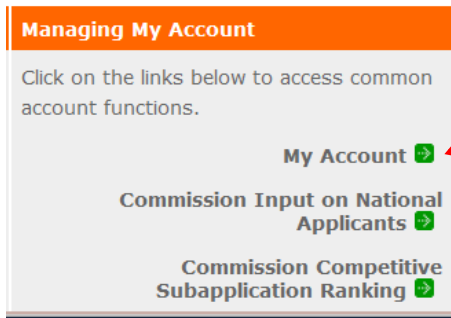 Managing My Account
Click on the links below to access common
account functions.
My Account
Commission Input on National
Applicants
Commission Competitive
Subapplication Ranking